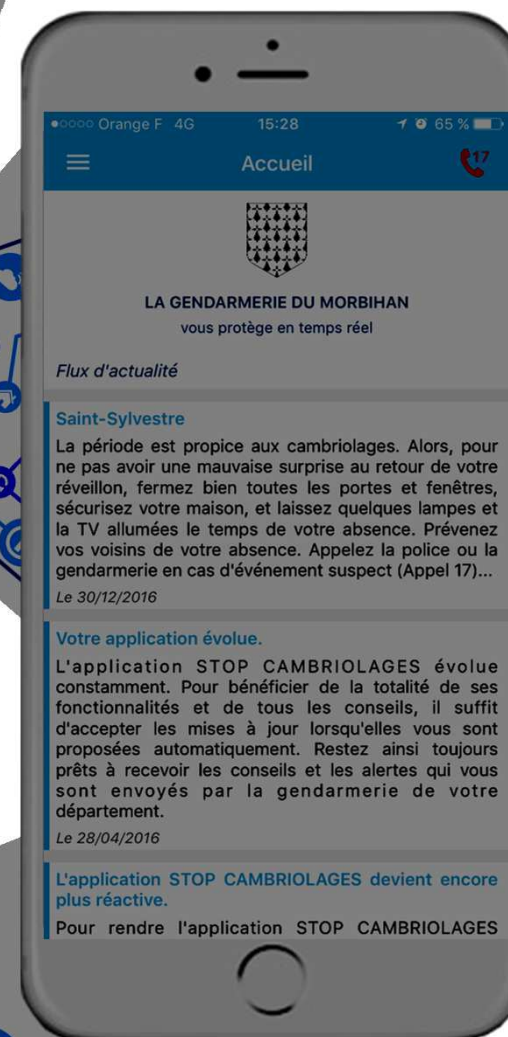 Orange F 4G 15:28 65 %
Accueil 17
LA GENDARMERIE DU MORBIHAN
vous protège en temps réel
Flux d'actualité
Saint-Sylvestre
La période est propice aux cambriolages. Alors, pour
ne pas avoir une mauvaise surprise au retour de votre
réveillon, fermez bien toutes les portes et fenêtres,
sécurisez votre maison, et laissez quelques lampes et
la TV allumées le temps de votre absence. Prévenez
vos voisins de votre absence. Appelez la police ou la
gendarmerie en cas d'événement suspect (Appel 17)...
Le 30/12/2016
Votre application évolue.
L'application STOP CAMBRIOLAGES évolue
constamment. Pour bénéficier de la totalité de ses
fonctionnalités et de tous les conseils, il suffit
d'accepter les mises à jour lorsqu'elles vous sont
proposées automatiquement. Restez ainsi toujours
prêts à recevoir les conseils et les alertes qui vous
sont envoyés par la gendarmerie de votre
département.
Le 28/04/2016
L'application STOP CAMBRIOLAGES devient encore
plus réactive.
Pour rendre l'application STOP CAMBRIOLAGES